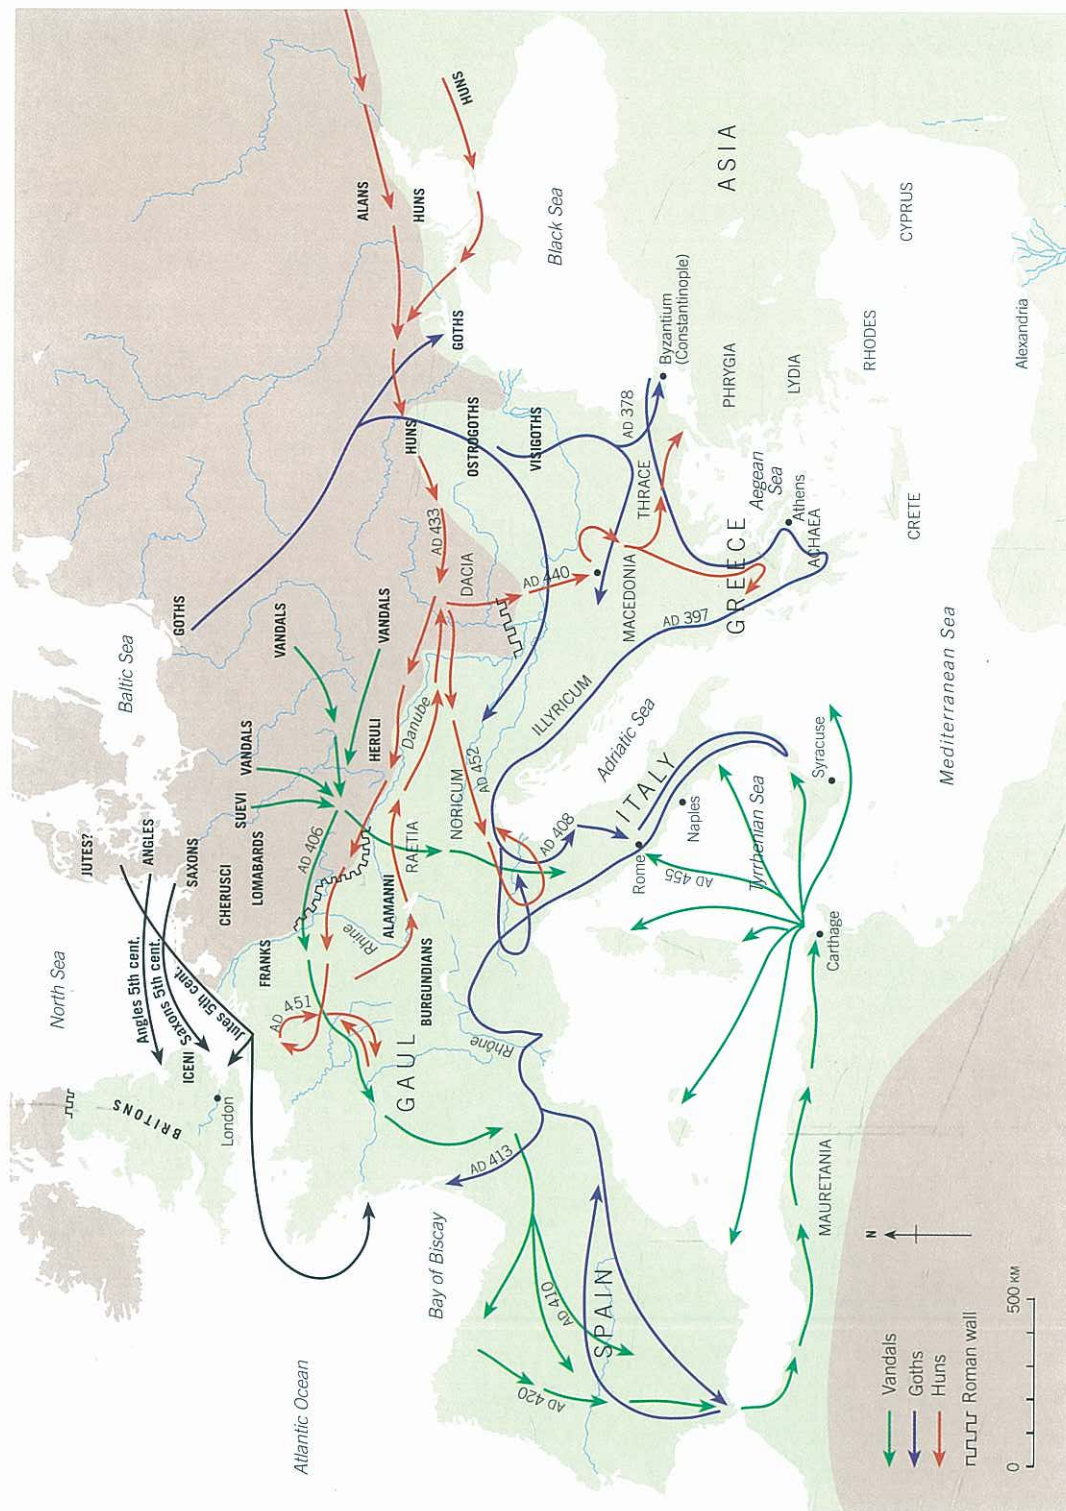 North Sea
Baltic Sea
Atlantic Ocean
Bay of Biscay
JUTES?
ANGLES
SAXONS
Angles 5th cent.
Saxons 5th cent.
Jutes 5th cent.
BRITONS
ICENI
London
CHERUSCI
LOMABARDS
SUEVI
VANDALS
VANDALS
VANDALS
GOTHS
ALANS
HUNS
HUNS
HUNS
GOTHS
OSTROGOTHS
VISIGOTHS
HERULI
FRANKS
ALAMANNI
BURGUNDIANS
Rhine
Danube
Rhône
RAETIA
NORICUM
DACIA
GAUL
AD 406
AD 451
AD 433
AD 440
AD 452
AD 413
AD 408
AD 410
AD 420
AD 397
AD 378
AD 455
SPAIN
ITALY
ILLYRICUM
MACEDONIA
THRACE
GREECE
ACHAEA
Athens
Aegean
Sea
Adriatic Sea
Tyrrhenian Sea
Rome
Naples
Syracuse
Carthage
MAURETANIA
Mediterranean Sea
Black Sea
Byzantium
(Constantinople)
ASIA
PHRYGIA
LYDIA
RHODES
CRETE
CYPRUS
Alexandria
N
Vandals
Goths
Huns
Roman wall
0 500 KM